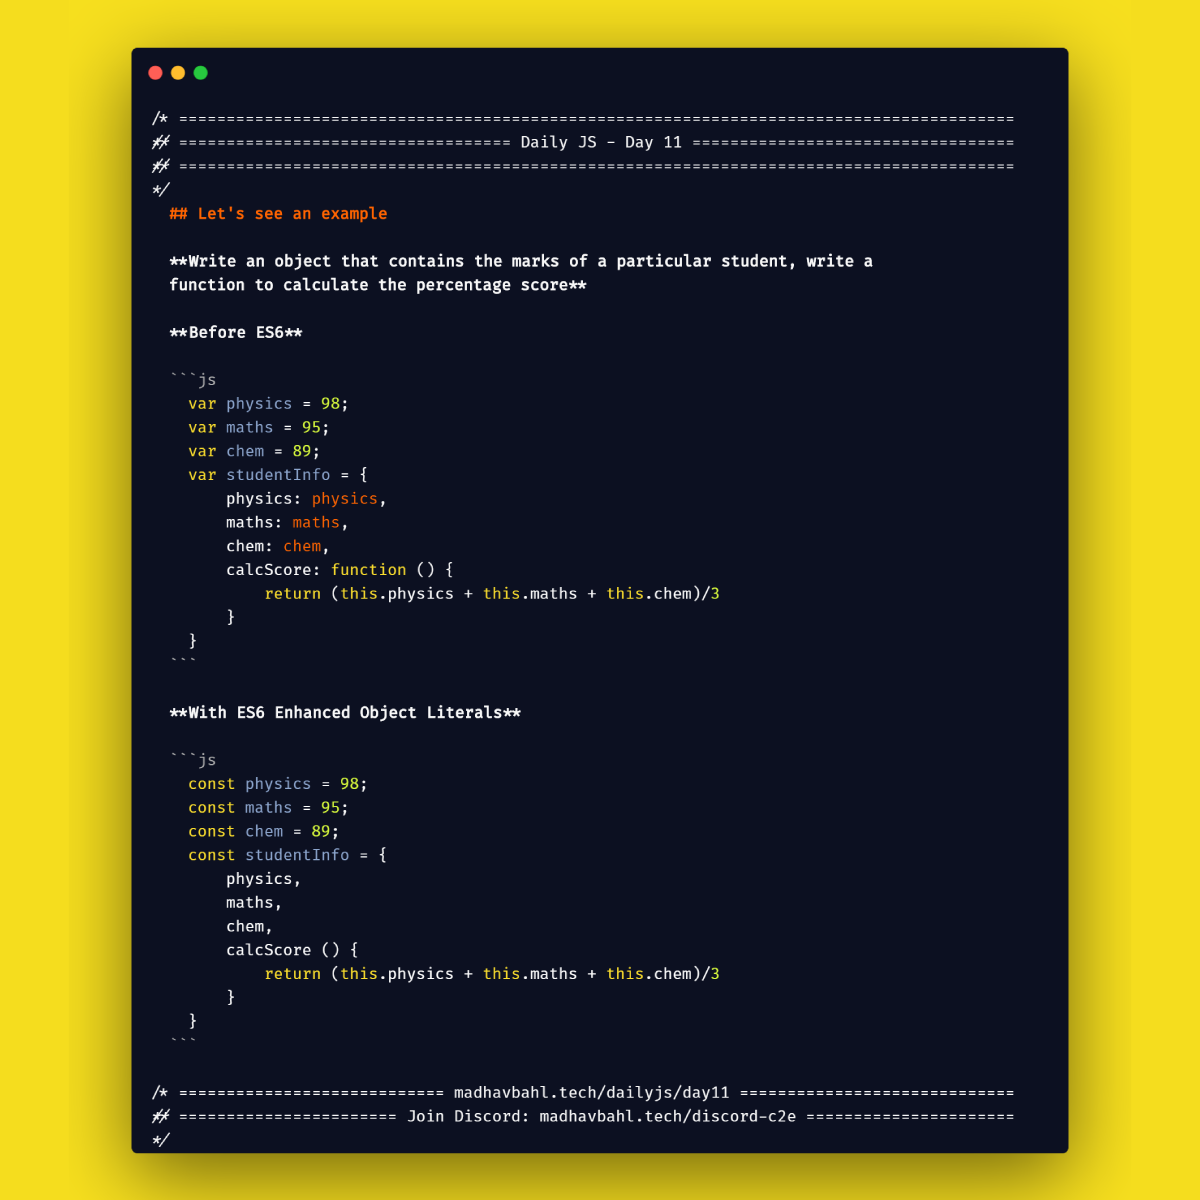 /* ========================================================================================
*// =================================== Daily JS - Day 11 ==================================
*// ========================================================================================
*/
## Let's see an example
**Write an object that contains the marks of a particular student, write a
function to calculate the percentage score**
**Before ES6**
```js
var physics = 98;
var maths = 95;
var chem = 89;
var studentInfo = {
physics: physics,
maths: maths,
chem: chem,
calcScore: function () {
return (this.physics + this.maths + this.chem)/3
}
}
```
**With ES6 Enhanced Object Literals**
```js
const physics = 98;
const maths = 95;
const chem = 89;
const studentInfo = {
physics,
maths,
chem,
calcScore () {
return (this.physics + this.maths + this.chem)/3
}
}
```
/* ============================ madhavbahl.tech/dailyjs/day11 =============================
*// ======================= Join Discord: madhavbahl.tech/discord-c2e ======================
*/